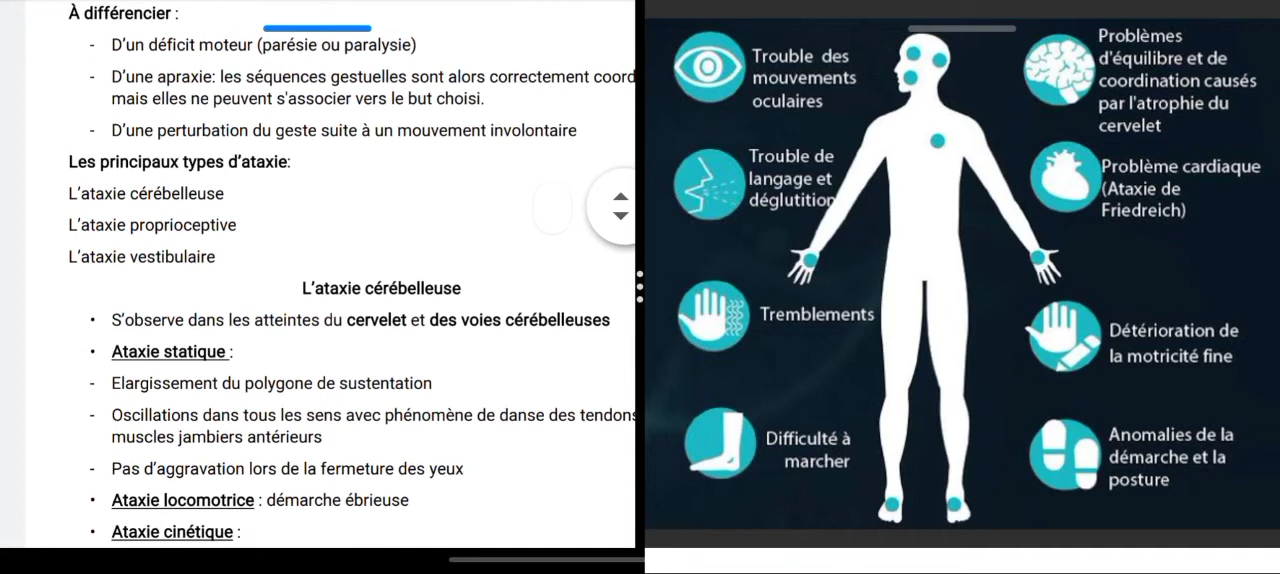 À différencier :
- D'un déficit moteur (parésie ou paralysie)
- D'une apraxie: les séquences gestuelles sont alors correctement coord
mais elles ne peuvent s'associer vers le but choisi.
- D'une perturbation du geste suite à un mouvement involontaire
Les principaux types d'ataxie:
L'ataxie cérébelleuse
L'ataxie proprioceptive
L'ataxie vestibulaire
L'ataxie cérébelleuse
• S'observe dans les atteintes du cervelet et des voies cérébelleuses
• Ataxie statique :
- Elargissement du polygone de sustentation
- Oscillations dans tous les sens avec phénomène de danse des tendons
muscles jambiers antérieurs
- Pas d'aggravation lors de la fermeture des yeux
• Ataxie locomotrice : démarche ébrieuse
• Ataxie cinétique :
Trouble des
mouvements
oculaires
Trouble de
langage et
déglutition
Tremblements
Difficulté à
marcher
Problèmes
d'équilibre et de
coordination causés
par l'atrophie du
cervelet
Problème cardiaque
(Ataxie de
Friedreich)
Détérioration de
la motricité fine
Anomalies de la
démarche et la
posture